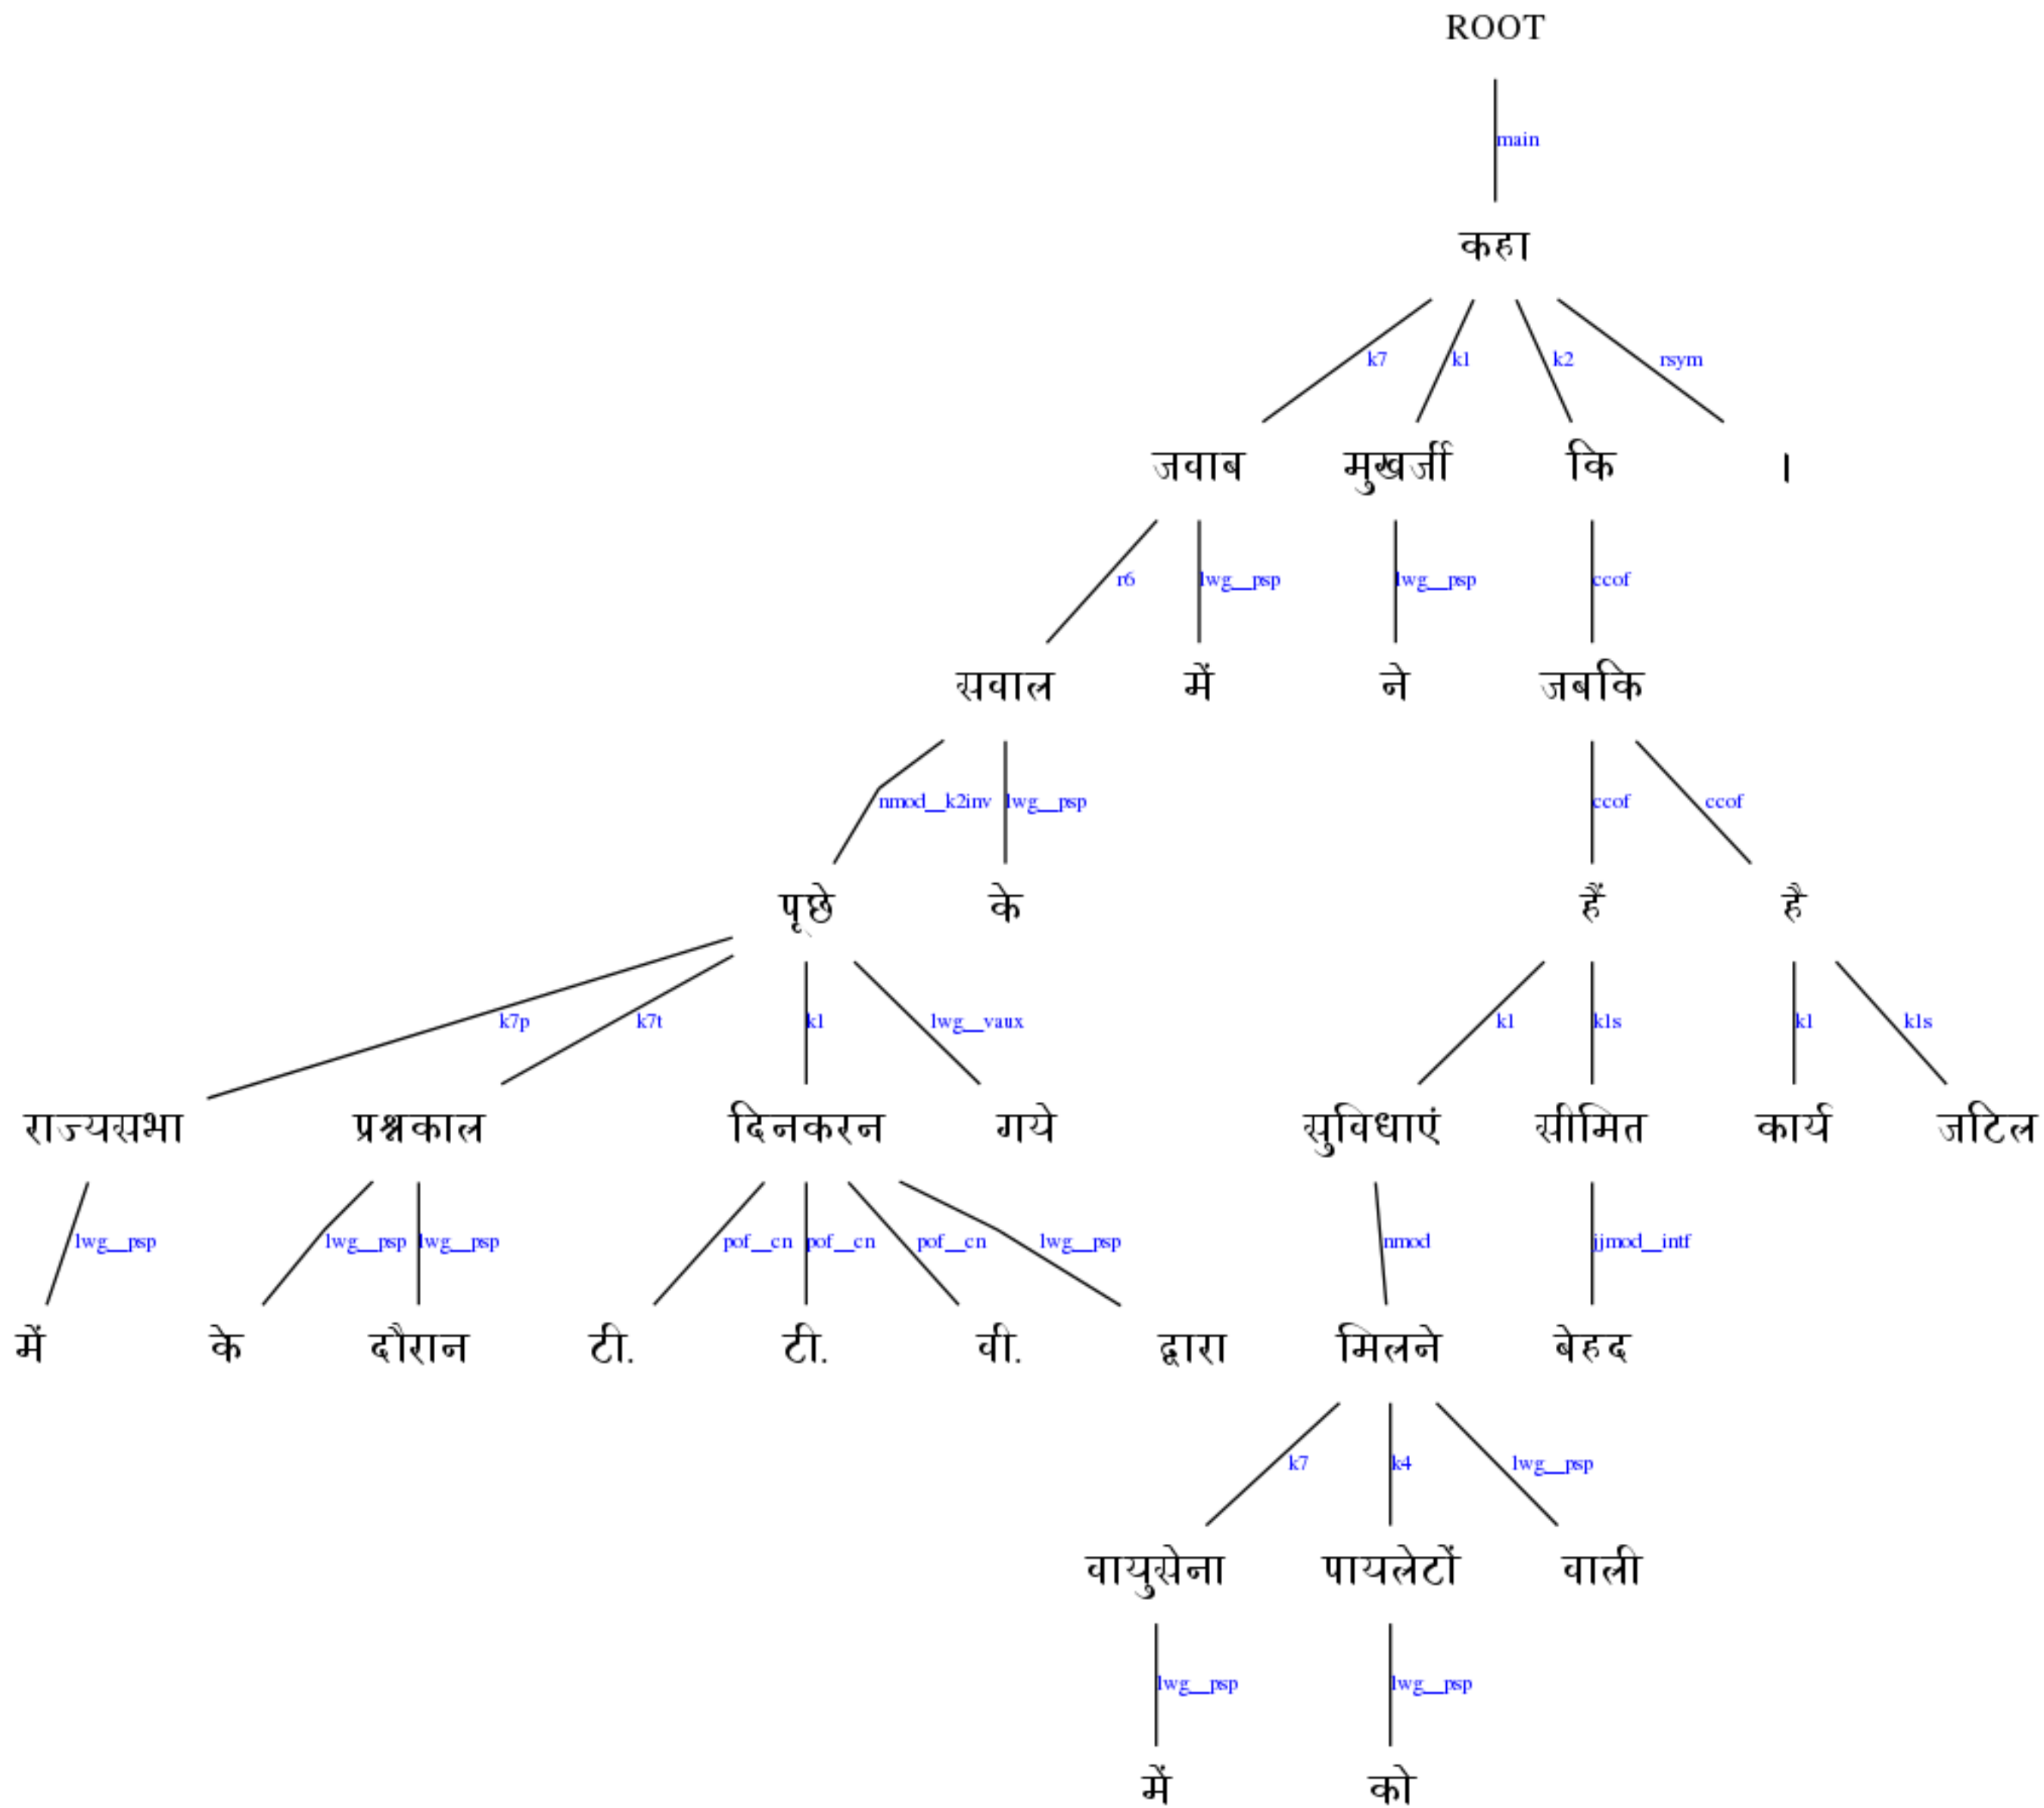 ROOT
main
कहा
k7 k1 k2 rsym
जवाब मुखर्जी कि ।
r6 lwg__psp lwg__psp ccof
सवाल में ने जबकि
nmod__k2inv lwg__psp ccof ccof
पूछे के हैं है
k7p k7t k1 lwg__vaux k1 k1s k1 k1s
राज्यसभा प्रश्नकाल दिनकरन गये सुविधाएं सीमित कार्य जटिल
lwg__psp lwg__psp lwg__psp pof__cn pof__cn pof__cn lwg__psp nmod jjmod__intf
में के दौरान टी. टी. वी. द्वारा मिलने बेहद
k7 k4 lwg__psp
वायुसेना पायलेटों वाली
lwg__psp lwg__psp
में को